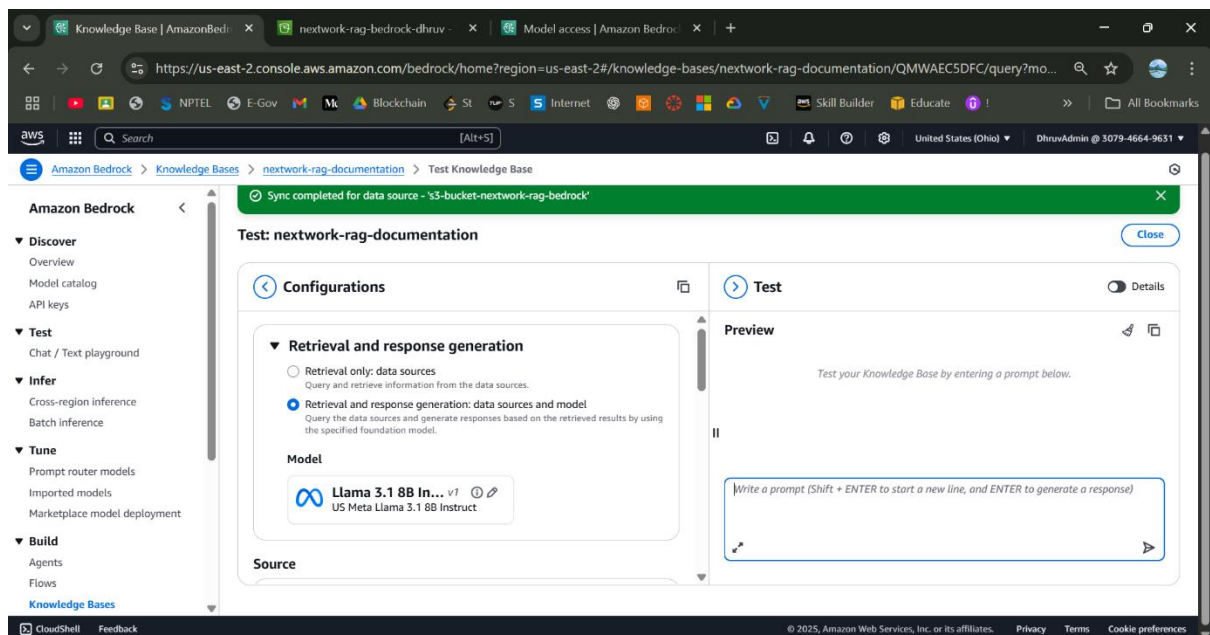 Knowledge Base | AmazonBedr
nextwork-rag-bedrock-dhruv -
Model access | Amazon Bedroc
https://us-east-2.console.aws.amazon.com/bedrock/home?region=us-east-2#/knowledge-bases/nextwork-rag-documentation/QMWAEC5DFC/query?mo...
NPTEL
E-Gov
Blockchain
St
S
Internet
Skill Builder
Educate
!
»
All Bookmarks
aws
Search
[Alt+S]
United States (Ohio) ▼
DhruvAdmin @ 3079-4664-9631 ▼
Amazon Bedrock > Knowledge Bases > nextwork-rag-documentation > Test Knowledge Base
Amazon Bedrock
Discover
Overview
Model catalog
API keys
Test
Chat / Text playground
Infer
Cross-region inference
Batch inference
Tune
Prompt router models
Imported models
Marketplace model deployment
Build
Agents
Flows
Knowledge Bases
Sync completed for data source - 's3-bucket-nextwork-rag-bedrock'
Test: nextwork-rag-documentation
Close
Configurations
Retrieval and response generation
Retrieval only: data sources
Query and retrieve information from the data sources.
Retrieval and response generation: data sources and model
Query the data sources and generate responses based on the retrieved results by using
the specified foundation model.
Model
Llama 3.1 8B In... v1
US Meta Llama 3.1 8B Instruct
Source
Test
Details
Preview
Test your Knowledge Base by entering a prompt below.
Write a prompt (Shift + ENTER to start a new line, and ENTER to generate a response)
CloudShell
Feedback
© 2025, Amazon Web Services, Inc. or its affiliates.
Privacy
Terms
Cookie preferences